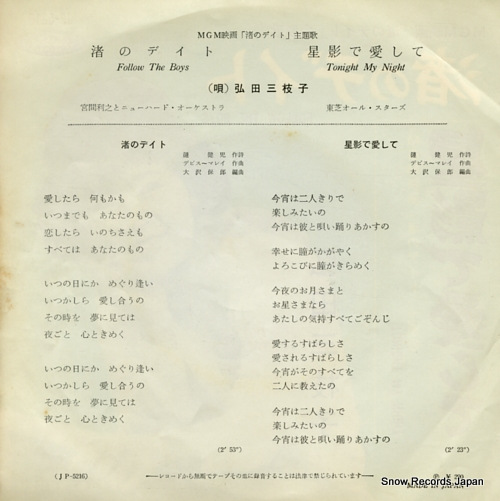 MGM映画「渚のデイト」主題歌
渚のデイト　星影で愛して
Follow The Boys　Tonight My Night
(唄) 弘田三枝子
宮間利之とニューハード・オーケストラ　東芝オール・スターズ
渚のデイト
漣 健児 作詩
デビスーマレイ 作曲
大沢保郎 編曲
愛したら　何もかも
いつまでも　あなたのもの
恋したら　いのちさえも
すべては　あなたのもの
いつの日にか　めぐり逢い
いつかしら　愛し合うの
その時を　夢に見ては
夜ごと　心ときめく
いつの日にか　めぐり逢い
いつかしら　愛し合うの
その時を　夢に見ては
夜ごと　心ときめく
(2′53″)
星影で愛して
漣 健児 作詩
デビスーマレイ 作曲
大沢保郎 編曲
今宵は二人きりで
楽しみたいの
今宵は彼と唄い踊りあかすの
幸せに瞳がかがやく
よろこびに瞳がきらめく
今夜のお月さまと
お星さまなら
あたしの気持すべてごぞんじ
愛するすばらしさ
愛されるすばらしさ
今宵がそのすべてを
二人に教えたの
今宵は二人きりで
楽しみたいの
今宵は彼と唄い踊りあかすの
(2′23″)
(JP-5216)　レコードから無断でテープその他に録音することは法律で禁じられています
MADE IN JAPAN
Snow Records Japan